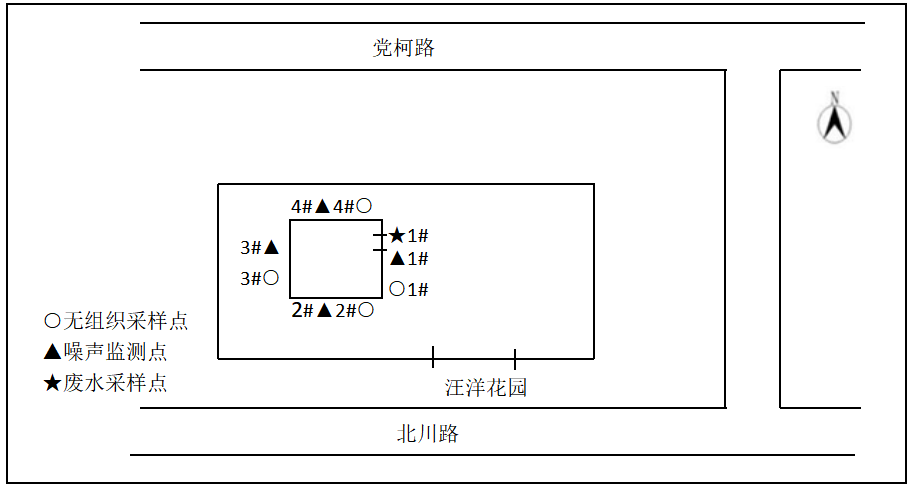 党柯路
N
4#▲4#○
★1#
3#▲
▲1#
3#○
○1#
2#▲2#○
○无组织采样点
▲噪声监测点
★废水采样点
汪洋花园
北川路